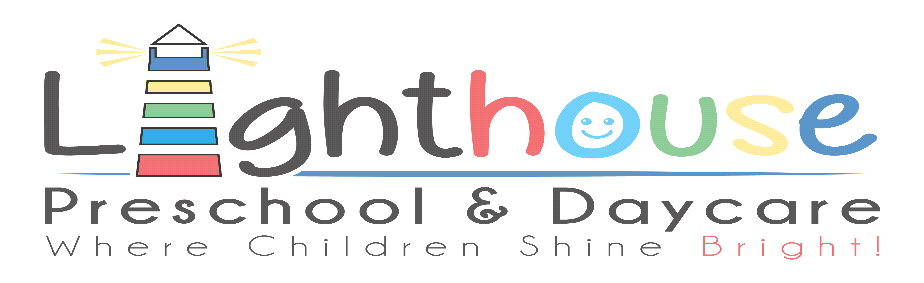 Lighthouse
Preschool & Daycare
Where Children Shine Bright!